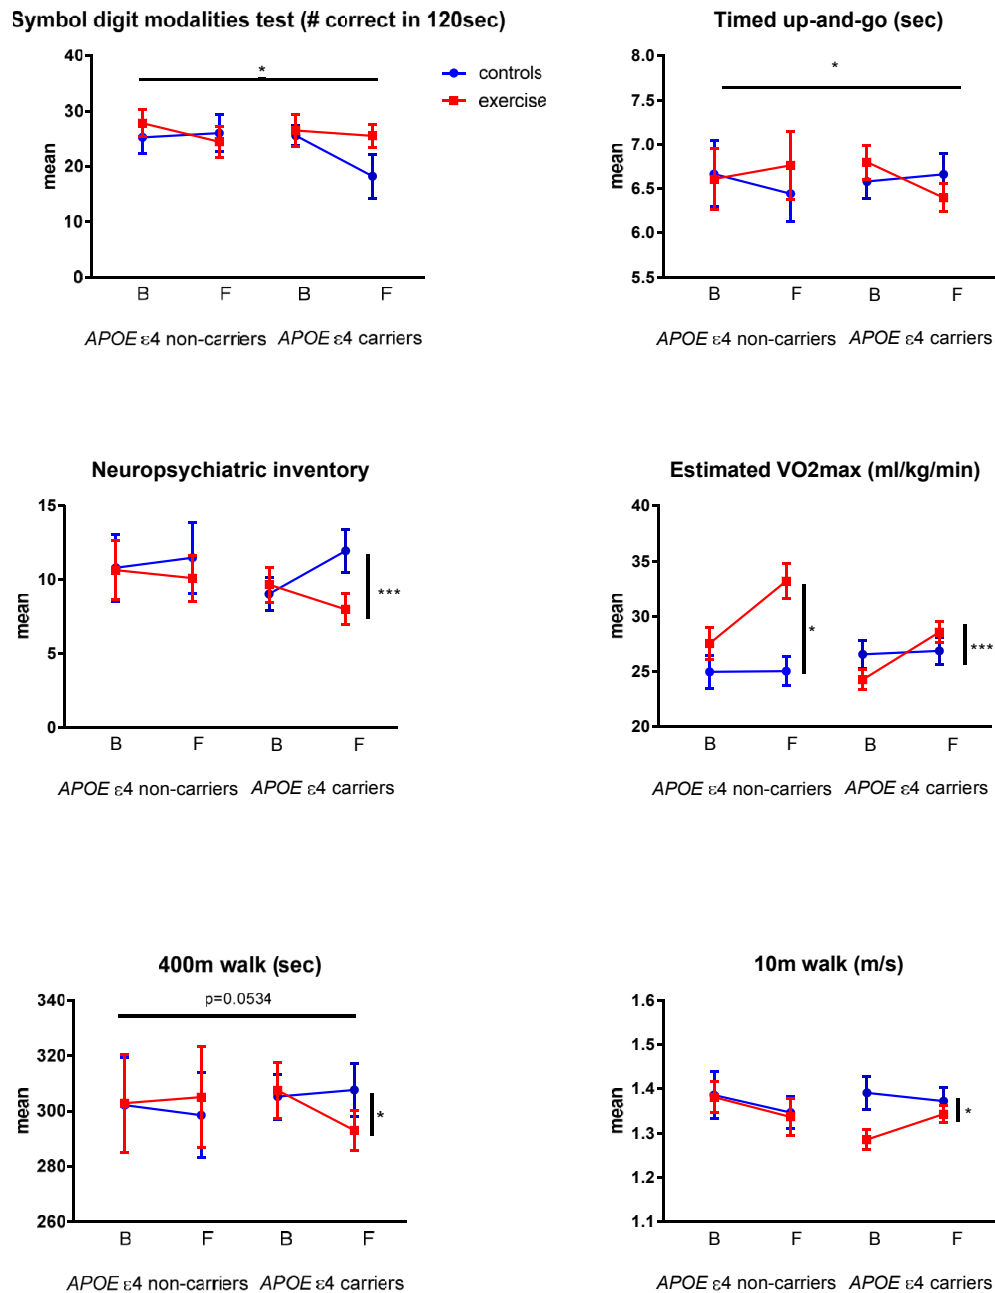 Symbol digit modalities test (# correct in 120sec)
40
30
20
10
0
mean
*
B F B F
APOE ε4 non-carriers APOE ε4 carriers
controls
exercise
Timed up-and-go (sec)
8.0
7.5
7.0
6.5
6.0
5.5
mean
*
B F B F
APOE ε4 non-carriers APOE ε4 carriers
Neuropsychiatric inventory
15
10
5
0
mean
***
B F B F
APOE ε4 non-carriers APOE ε4 carriers
Estimated VO2max (ml/kg/min)
40
35
30
25
20
mean
*
***
B F B F
APOE ε4 non-carriers APOE ε4 carriers
400m walk (sec)
340
320
300
280
260
mean
p=0.0534
*
B F B F
APOE ε4 non-carriers APOE ε4 carriers
10m walk (m/s)
1.6
1.5
1.4
1.3
1.2
1.1
mean
*
B F B F
APOE ε4 non-carriers APOE ε4 carriers